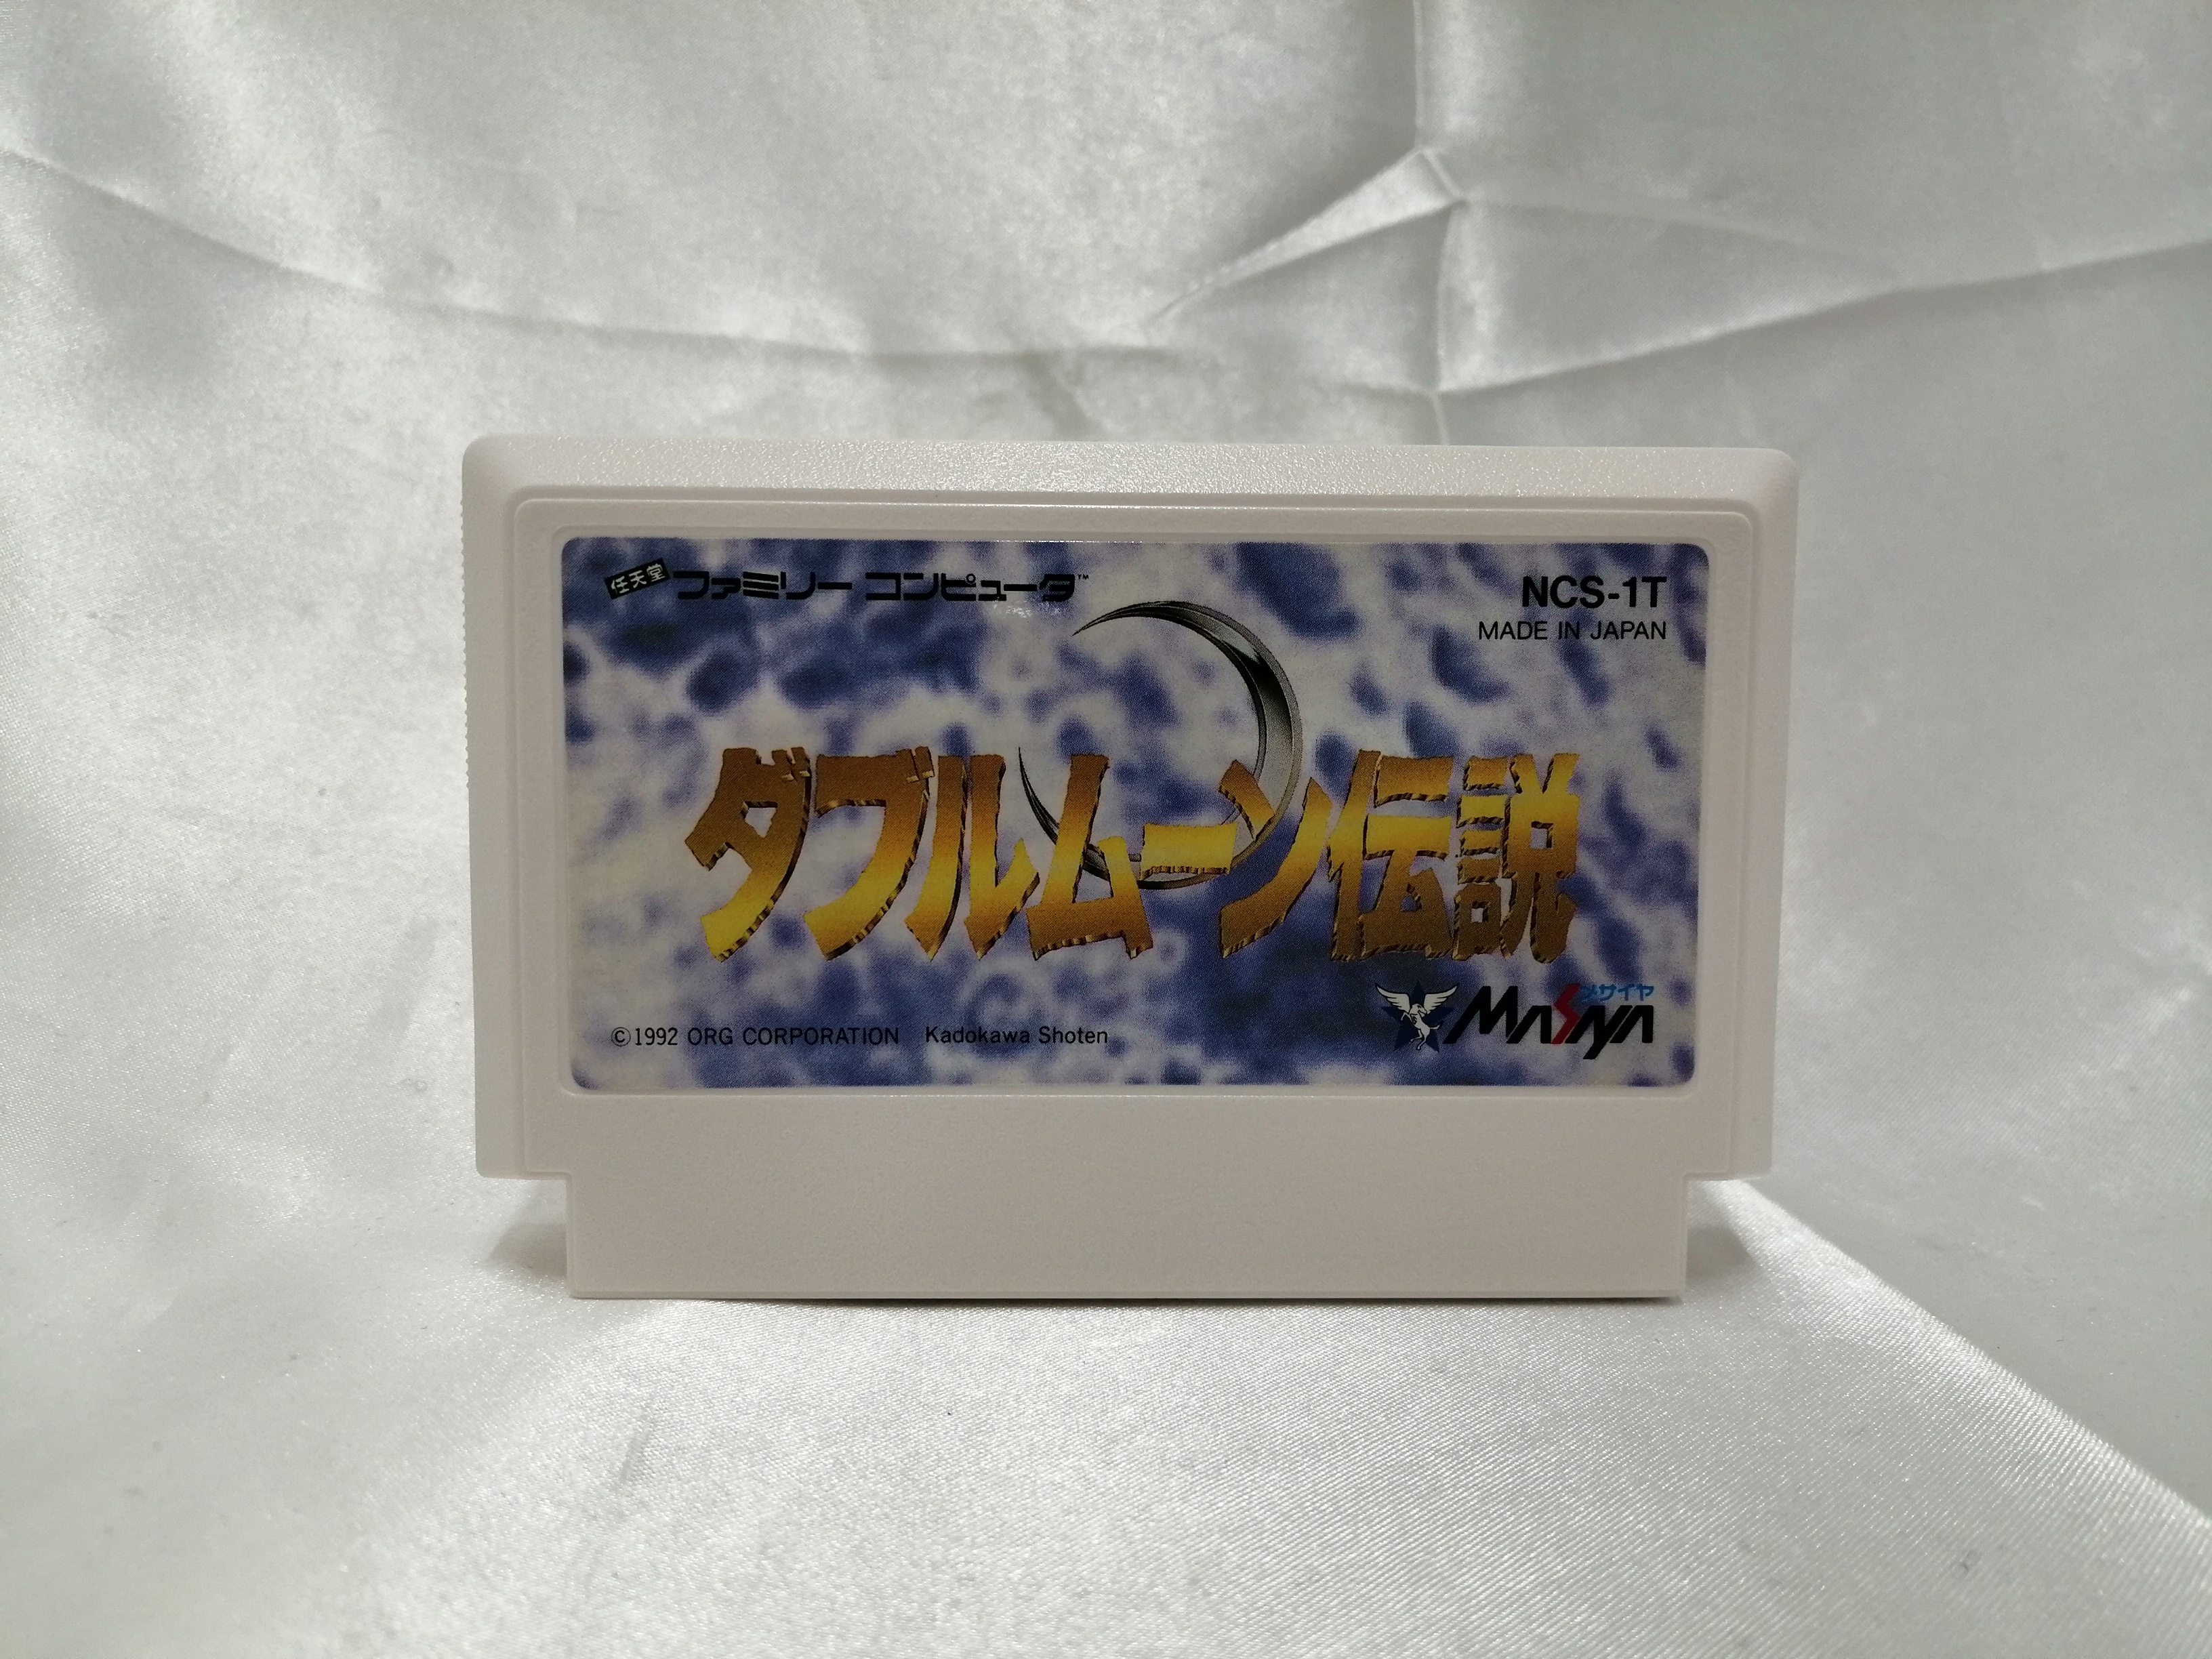 任天堂 ファミリー コンピュータ™
NCS-1T
MADE IN JAPAN
ダブルムーン伝説
メサイヤ
MASAYA
©1992 ORG CORPORATION Kadokawa Shoten